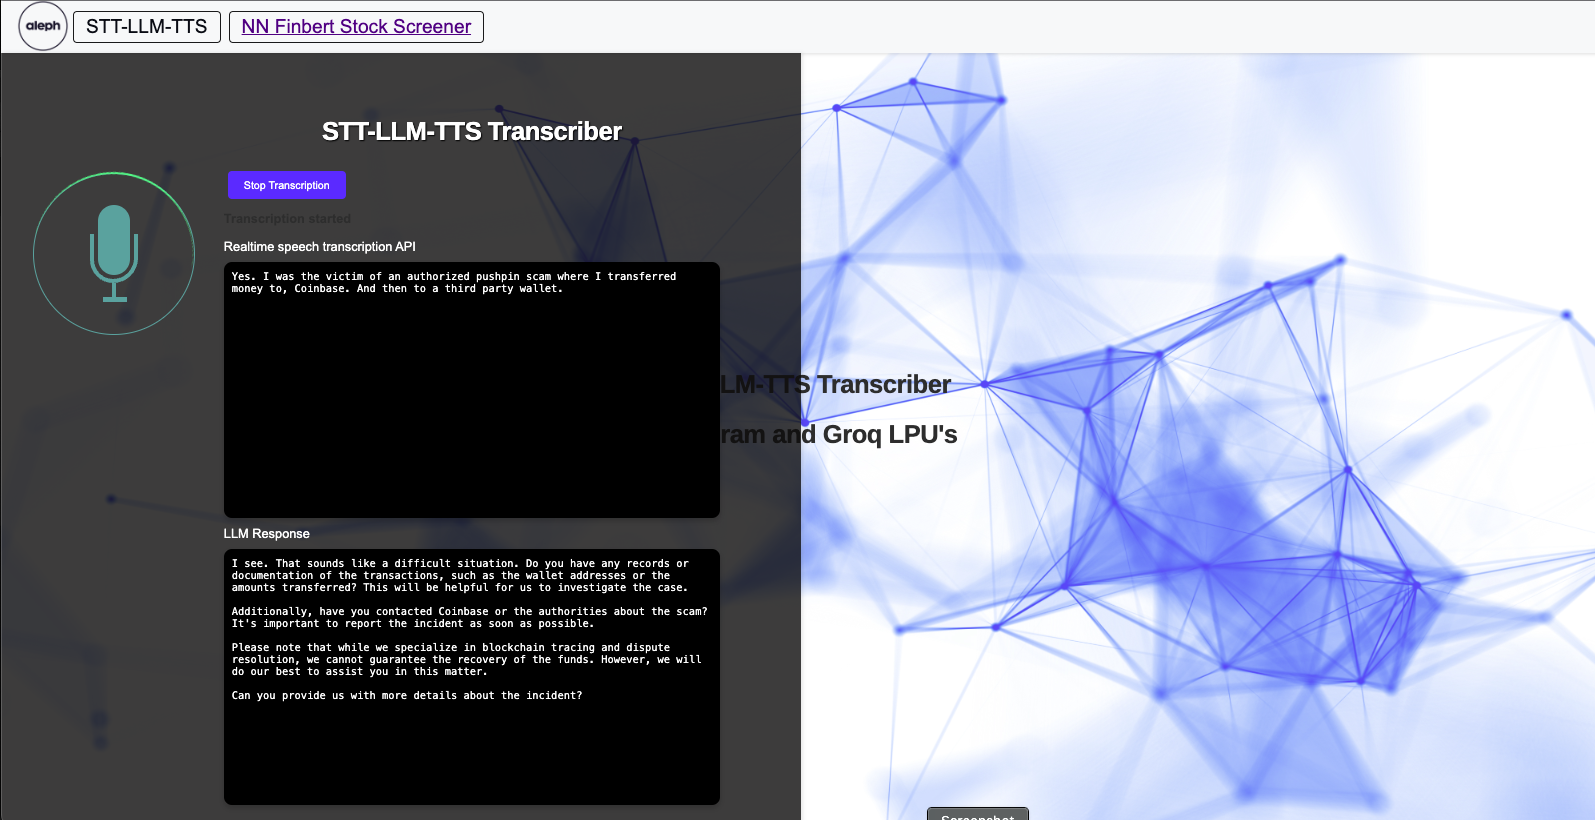 aleph
STT-LLM-TTS
NN Finbert Stock Screener
STT-LLM-TTS Transcriber
Stop Transcription
Transcription started
Realtime speech transcription API
Yes. I was the victim of an authorized pushpin scam where I transferred
money to, Coinbase. And then to a third party wallet.
LM-TTS Transcriber
ram and Groq LPU's
LLM Response
I see. That sounds like a difficult situation. Do you have any records or
documentation of the transactions, such as the wallet addresses or the
amounts transferred? This will be helpful for us to investigate the case.
Additionally, have you contacted Coinbase or the authorities about the scam?
It's important to report the incident as soon as possible.
Please note that while we specialize in blockchain tracing and dispute
resolution, we cannot guarantee the recovery of the funds. However, we will
do our best to assist you in this matter.
Can you provide us with more details about the incident?
Screenshot